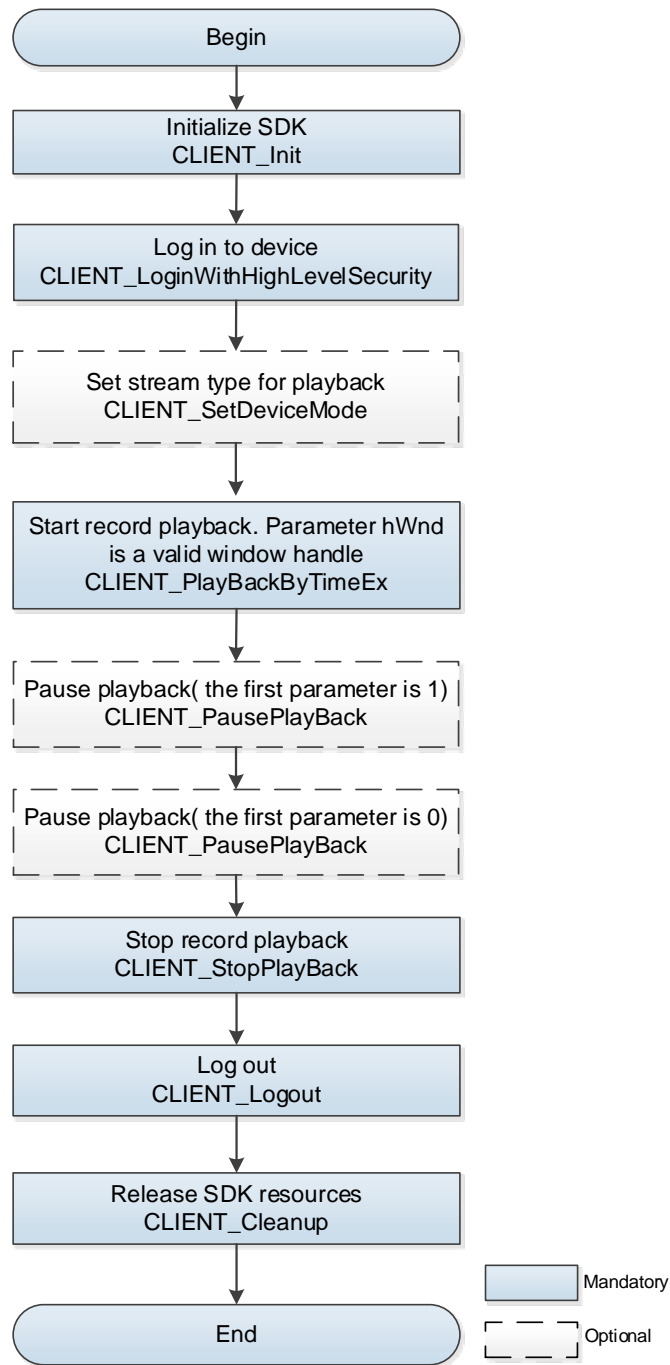 Begin
Initialize SDK
CLIENT_Init
Log in to device
CLIENT_LoginWithHighLevelSecurity
Set stream type for playback
CLIENT_SetDeviceMode
Start record playback. Parameter hWnd
is a valid window handle
CLIENT_PlayBackByTimeEx
Pause playback( the first parameter is 1)
CLIENT_PausePlayBack
Pause playback( the first parameter is 0)
CLIENT_PausePlayBack
Stop record playback
CLIENT_StopPlayBack
Log out
CLIENT_Logout
Release SDK resources
CLIENT_Cleanup
End
Mandatory
Optional